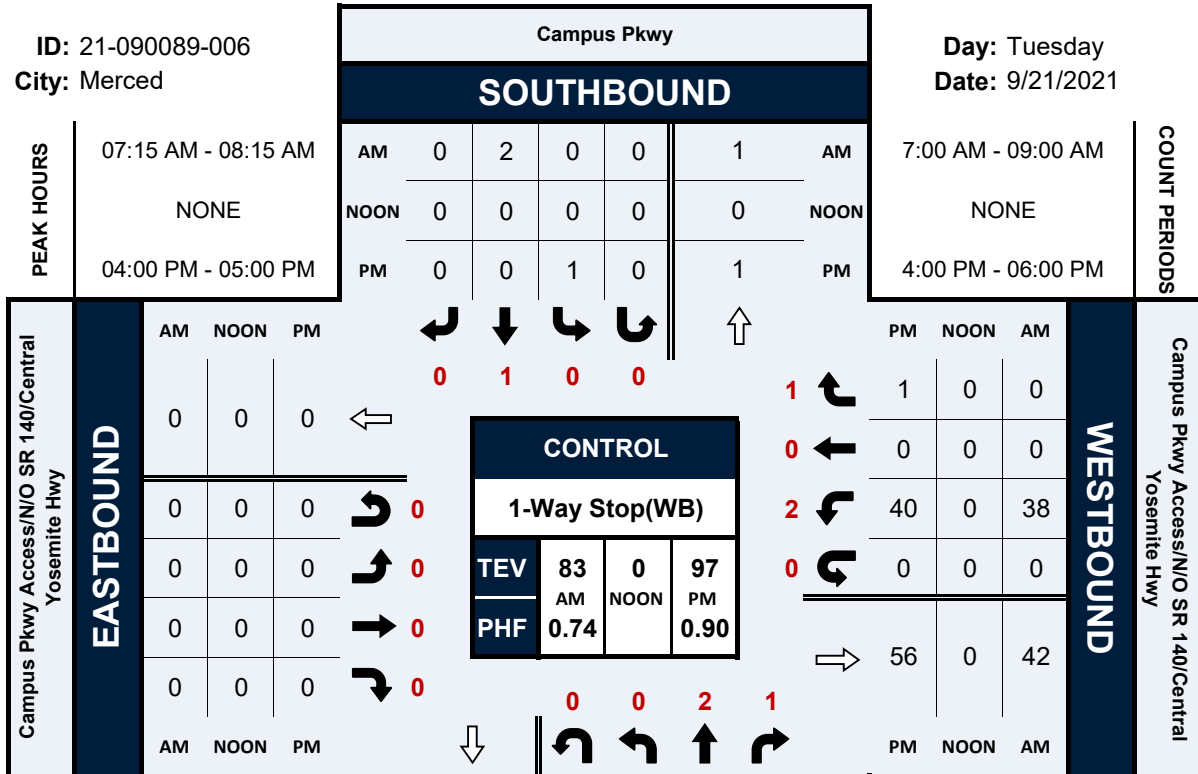 ID: 21-090089-006
City: Merced
Campus Pkwy
SOUTHBOUND
Day: Tuesday
Date: 9/21/2021
PEAK HOURS
07:15 AM - 08:15 AM
NONE
04:00 PM - 05:00 PM
AM 0 2 0 0 1 AM
NOON 0 0 0 0 0 NOON
PM 0 0 1 0 1 PM
7:00 AM - 09:00 AM
NONE
4:00 PM - 06:00 PM
COUNT PERIODS
0 1 0 0
Campus Pkwy Access/N/O SR 140/Central
Yosemite Hwy
EASTBOUND
AM NOON PM
0 0 0
0 0 0 0
0 0 0 0
0 0 0 0
0 0 0 0
AM NOON PM
CONTROL
1-Way Stop(WB)
TEV 83 0 97
AM NOON PM
PHF 0.74 0.90
PM NOON AM
1 1 0 0
0 0 0 0
2 40 0 38
0 0 0 0
56 0 42
PM NOON AM
WESTBOUND
Campus Pkwy Access/N/O SR 140/Central
Yosemite Hwy
0 0 2 1